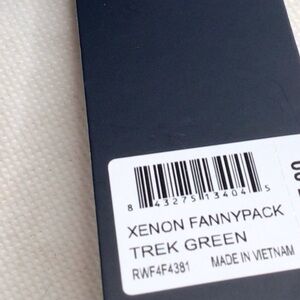 8 43275 13404 5
XENON FANNYPACK
TREK GREEN
RWF4F4381 MADE IN VIETNAM